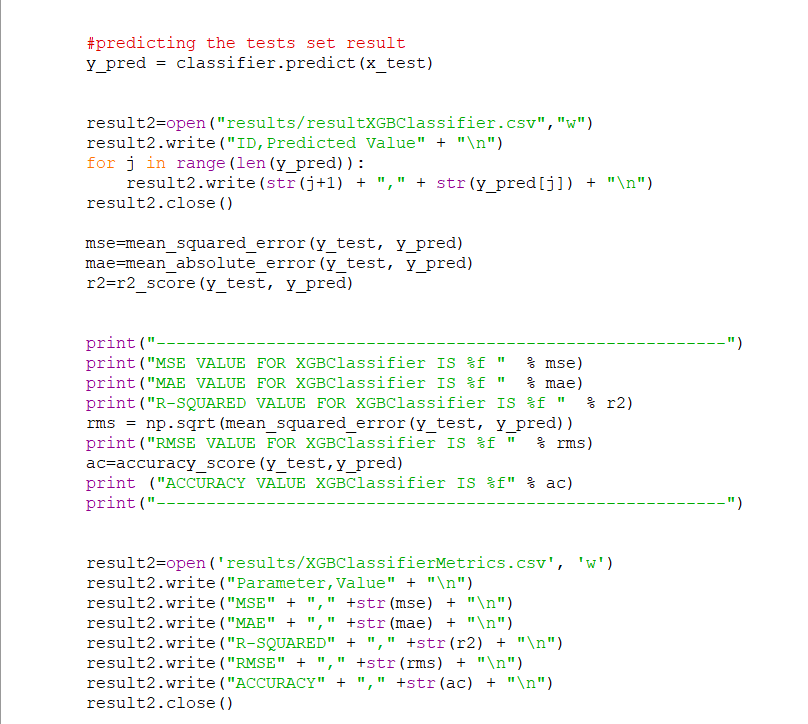 #predicting the tests set result
y_pred = classifier.predict(x_test)
result2=open("results/resultXGBClassifier.csv","w")
result2.write("ID,Predicted Value" + "\n")
for j in range(len(y_pred)):
    result2.write(str(j+1) + "," + str(y_pred[j]) + "\n")
result2.close()
mse=mean_squared_error(y_test, y_pred)
mae=mean_absolute_error(y_test, y_pred)
r2=r2_score(y_test, y_pred)
print("---------------------------------------------------------")
print("MSE VALUE FOR XGBClassifier IS %f "  % mse)
print("MAE VALUE FOR XGBClassifier IS %f "  % mae)
print("R-SQUARED VALUE FOR XGBClassifier IS %f "  % r2)
rms = np.sqrt(mean_squared_error(y_test, y_pred))
print("RMSE VALUE FOR XGBClassifier IS %f "  % rms)
ac=accuracy_score(y_test,y_pred)
print ("ACCURACY VALUE XGBClassifier IS %f" % ac)
print("---------------------------------------------------------")
result2=open('results/XGBClassifierMetrics.csv', 'w')
result2.write("Parameter,Value" + "\n")
result2.write("MSE" + "," +str(mse) + "\n")
result2.write("MAE" + "," +str(mae) + "\n")
result2.write("R-SQUARED" + "," +str(r2) + "\n")
result2.write("RMSE" + "," +str(rms) + "\n")
result2.write("ACCURACY" + "," +str(ac) + "\n")
result2.close()